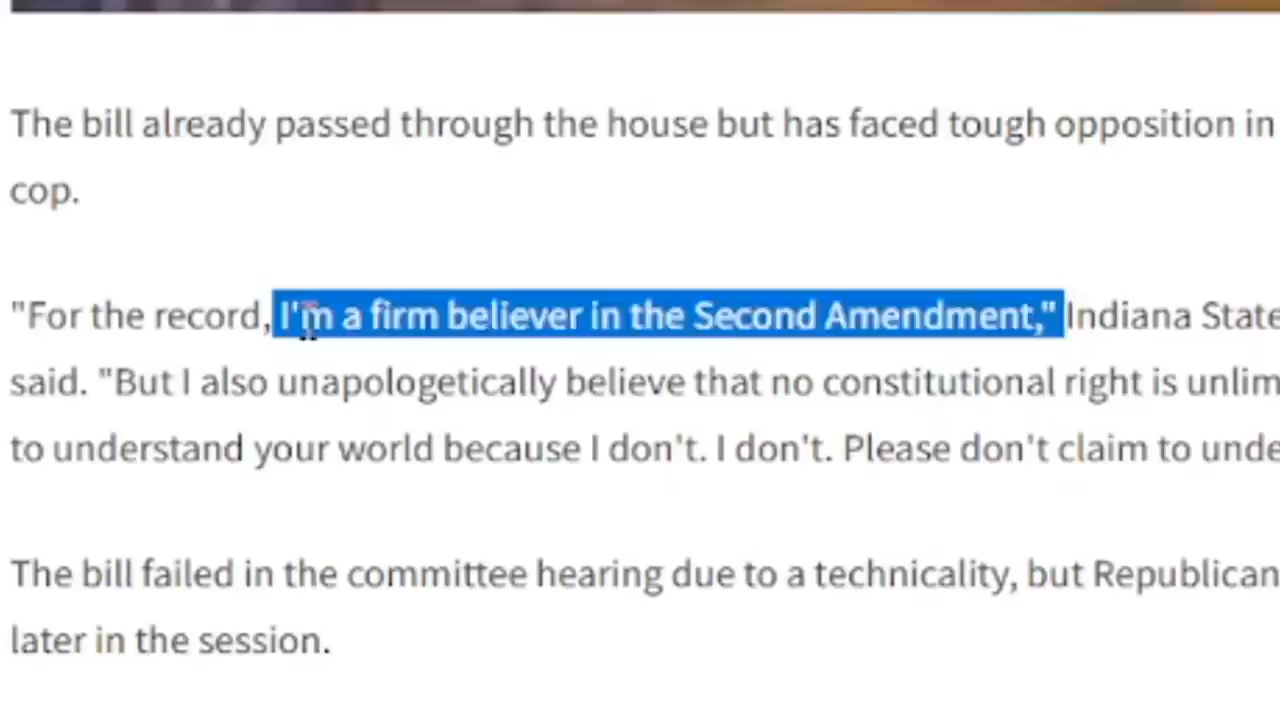 The bill already passed through the house but has faced tough opposition in
cop.
"For the record, I'm a firm believer in the Second Amendment," Indiana State
said. "But I also unapologetically believe that no constitutional right is unlim
to understand your world because I don't. I don't. Please don't claim to unde
The bill failed in the committee hearing due to a technicality, but Republican
later in the session.